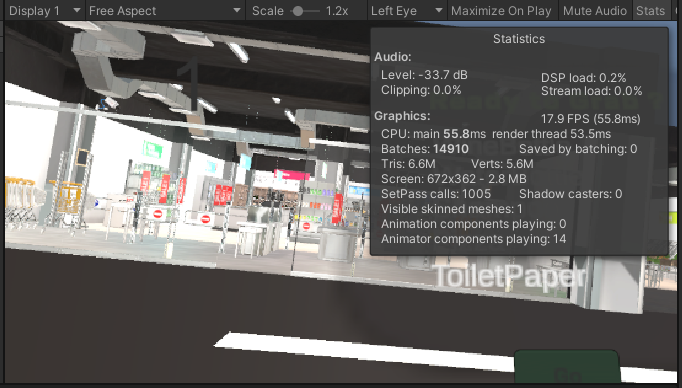 Display 1 Free Aspect Scale 1.2x Left Eye Maximize On Play Mute Audio Stats
Statistics
Audio:
Level: -33.7 dB DSP load: 0.2%
Clipping: 0.0% Stream load: 0.0%
Graphics: 17.9 FPS (55.8ms)
CPU: main 55.8ms render thread 53.5ms
Batches: 14910 Saved by batching: 0
Tris: 6.6M Verts: 5.6M
Screen: 672x362 - 2.8 MB
SetPass calls: 1005 Shadow casters: 0
Visible skinned meshes: 1
Animation components playing: 0
Animator components playing: 14
1
ToiletPaper
Go